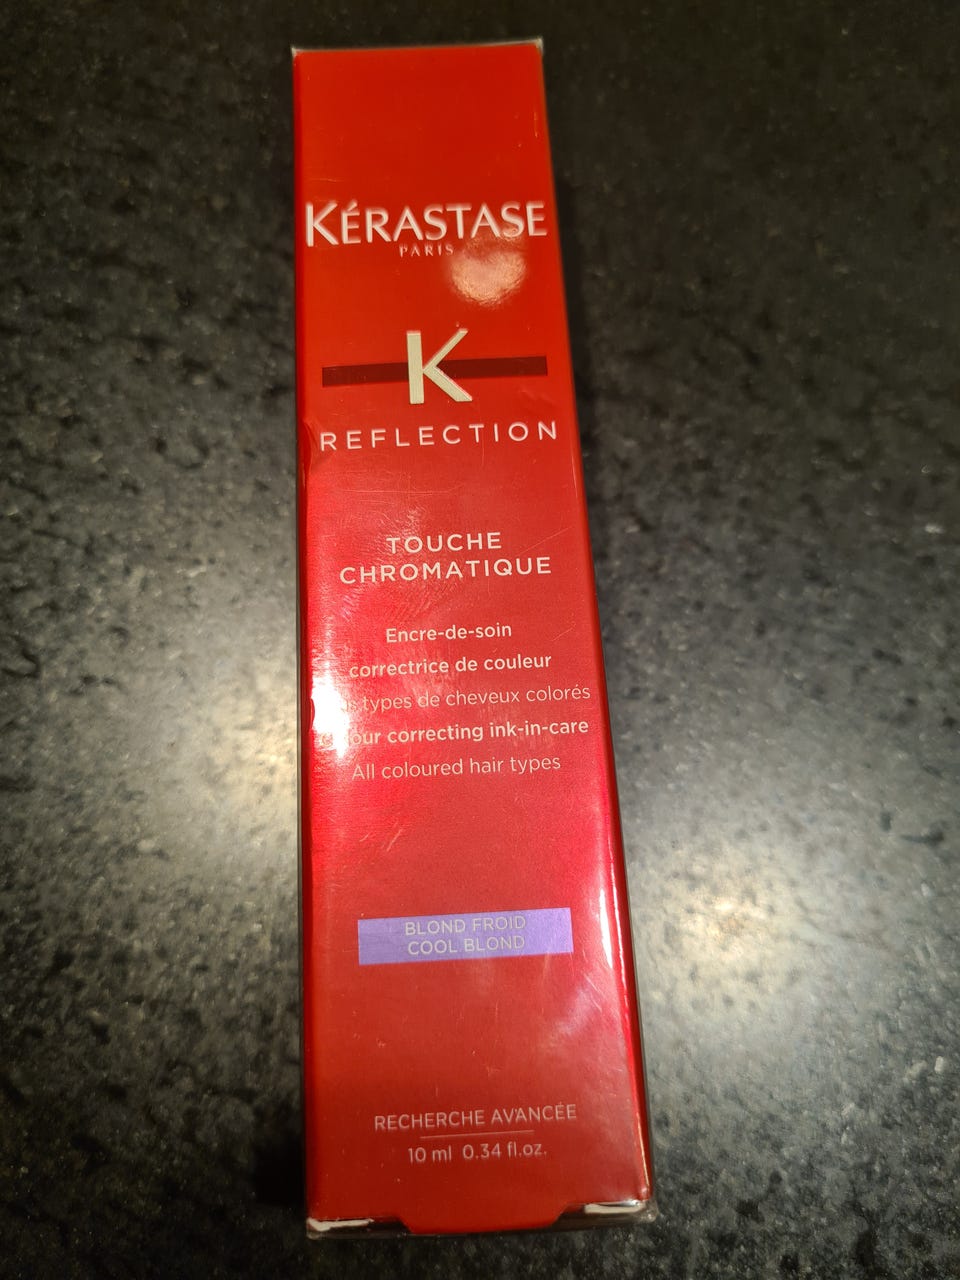 KÉRASTASE
PARIS
K
REFLECTION
TOUCHE
CHROMATIQUE
Encre-de-soin
correctrice de couleur
types de cheveux colorés
correcting ink-in-care
All coloured hair types
BLOND FROID
COOL BLOND
RECHERCHE AVANCÉE
10 ml 0.34 fl.oz.